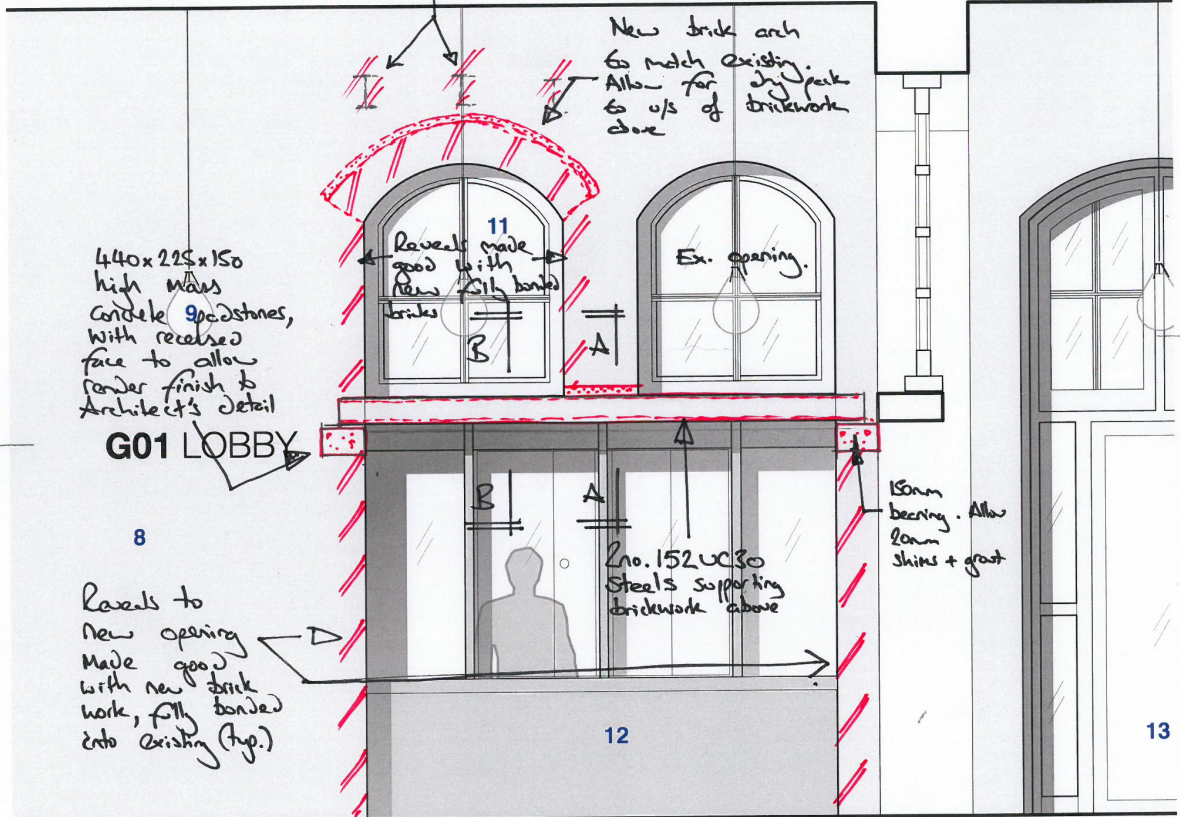 New brick arch
to match existing.
Allow for dry pack
to u/s of brickwork
above
11
Reveals made
good with
new fully bonded
bricks
Ex. opening.
440x225x150
high mass
concrete padstones,
9
with recessed
face to allow
render finish to
Architect's detail
B
A
G01 LOBBY
8
B
A
150mm
bearing. Allow
20mm
shims + grout
2no. 152UC30
steels supporting
brickwork above
Reveals to
new opening
made good
with new brick
work, fully bonded
into existing (typ.)
12
13